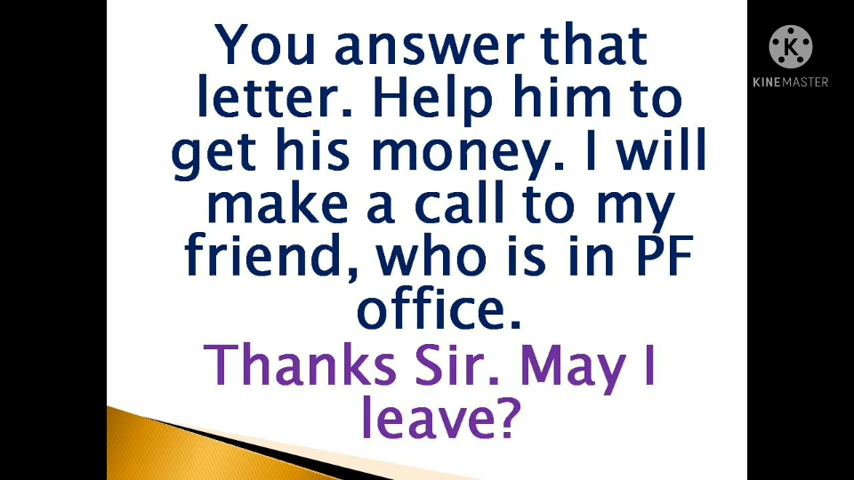 You answer that
letter. Help him to
get his money. I will
make a call to my
friend, who is in PF
office.
Thanks Sir. May I
leave?
K
KINEMASTER